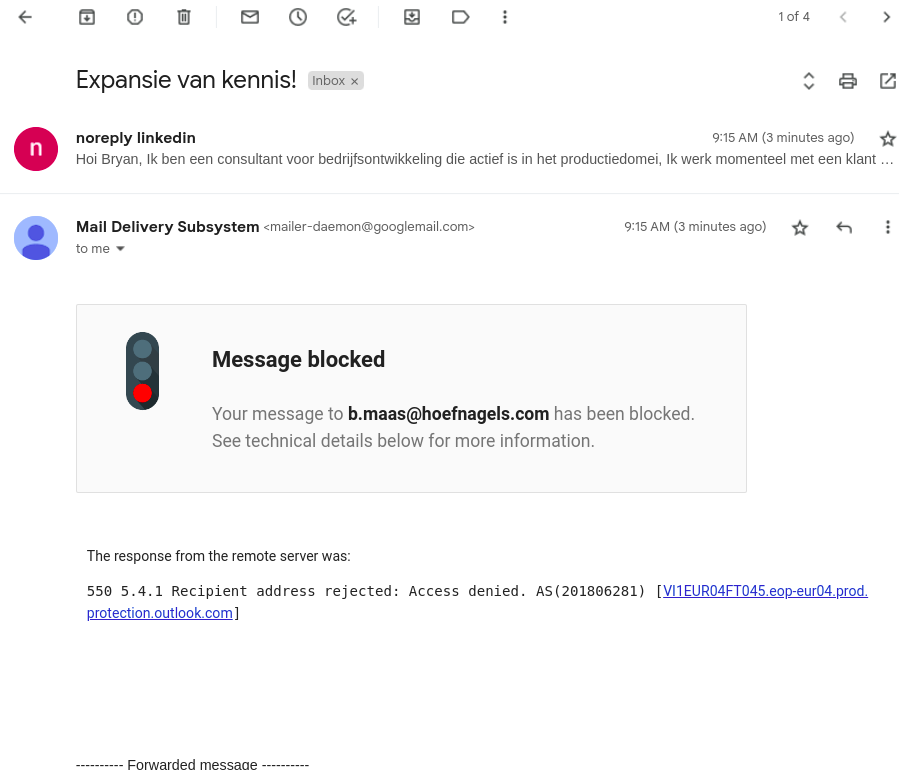 1 of 4
Expansie van kennis! Inbox ×
n
noreply linkedin 9:15 AM (3 minutes ago)
Hoi Bryan, Ik ben een consultant voor bedrijfsontwikkeling die actief is in het productiedomei, Ik werk momenteel met een klant …
Mail Delivery Subsystem <mailer-daemon@googlemail.com> 9:15 AM (3 minutes ago)
to me
Message blocked
Your message to b.maas@hoefnagels.com has been blocked.
See technical details below for more information.
The response from the remote server was:
550 5.4.1 Recipient address rejected: Access denied. AS(201806281) [VI1EUR04FT045.eop-eur04.prod.
protection.outlook.com]
---------- Forwarded message ----------